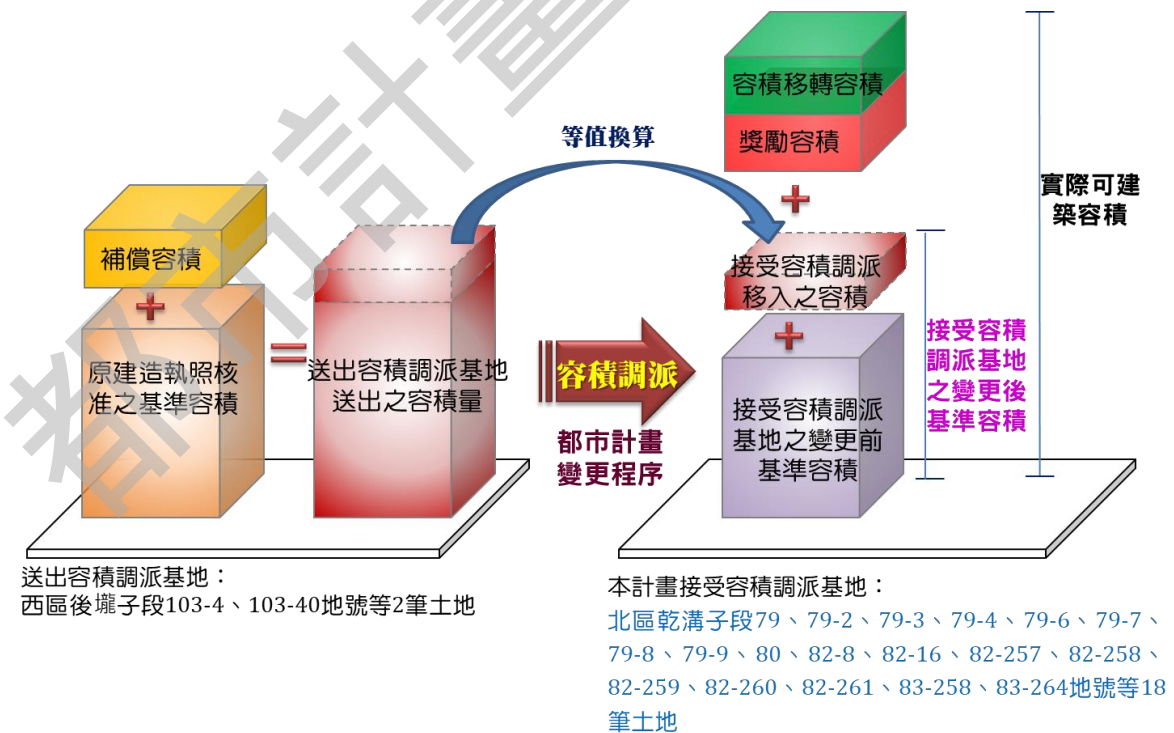 都市計畫
容積移轉容積
獎勵容積
等值換算
實際可建
築容積
補償容積
接受容積調派
移入之容積
原建造執照核
准之基準容積
送出容積調派基地
送出之容積量
容積調派
都市計畫
變更程序
接受容積調派
基地之變更前
基準容積
接受容積
調派基地
之變更後
基準容積
送出容積調派基地：
西區後壠子段103-4、103-40地號等2筆土地
本計畫接受容積調派基地：
北區乾溝子段79、79-2、79-3、79-4、79-6、79-7、
79-8、79-9、80、82-8、82-16、82-257、82-258、
82-259、82-260、82-261、83-258、83-264地號等18
筆土地